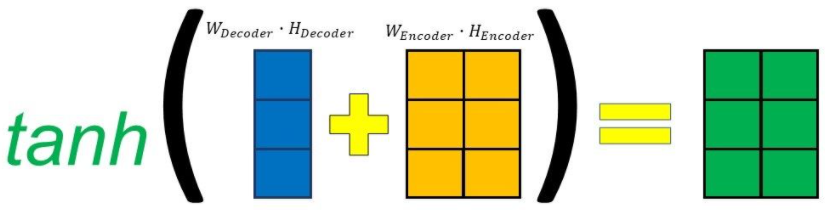 W_Decoder · H_Decoder
W_Encoder · H_Encoder
tanh ( + ) =